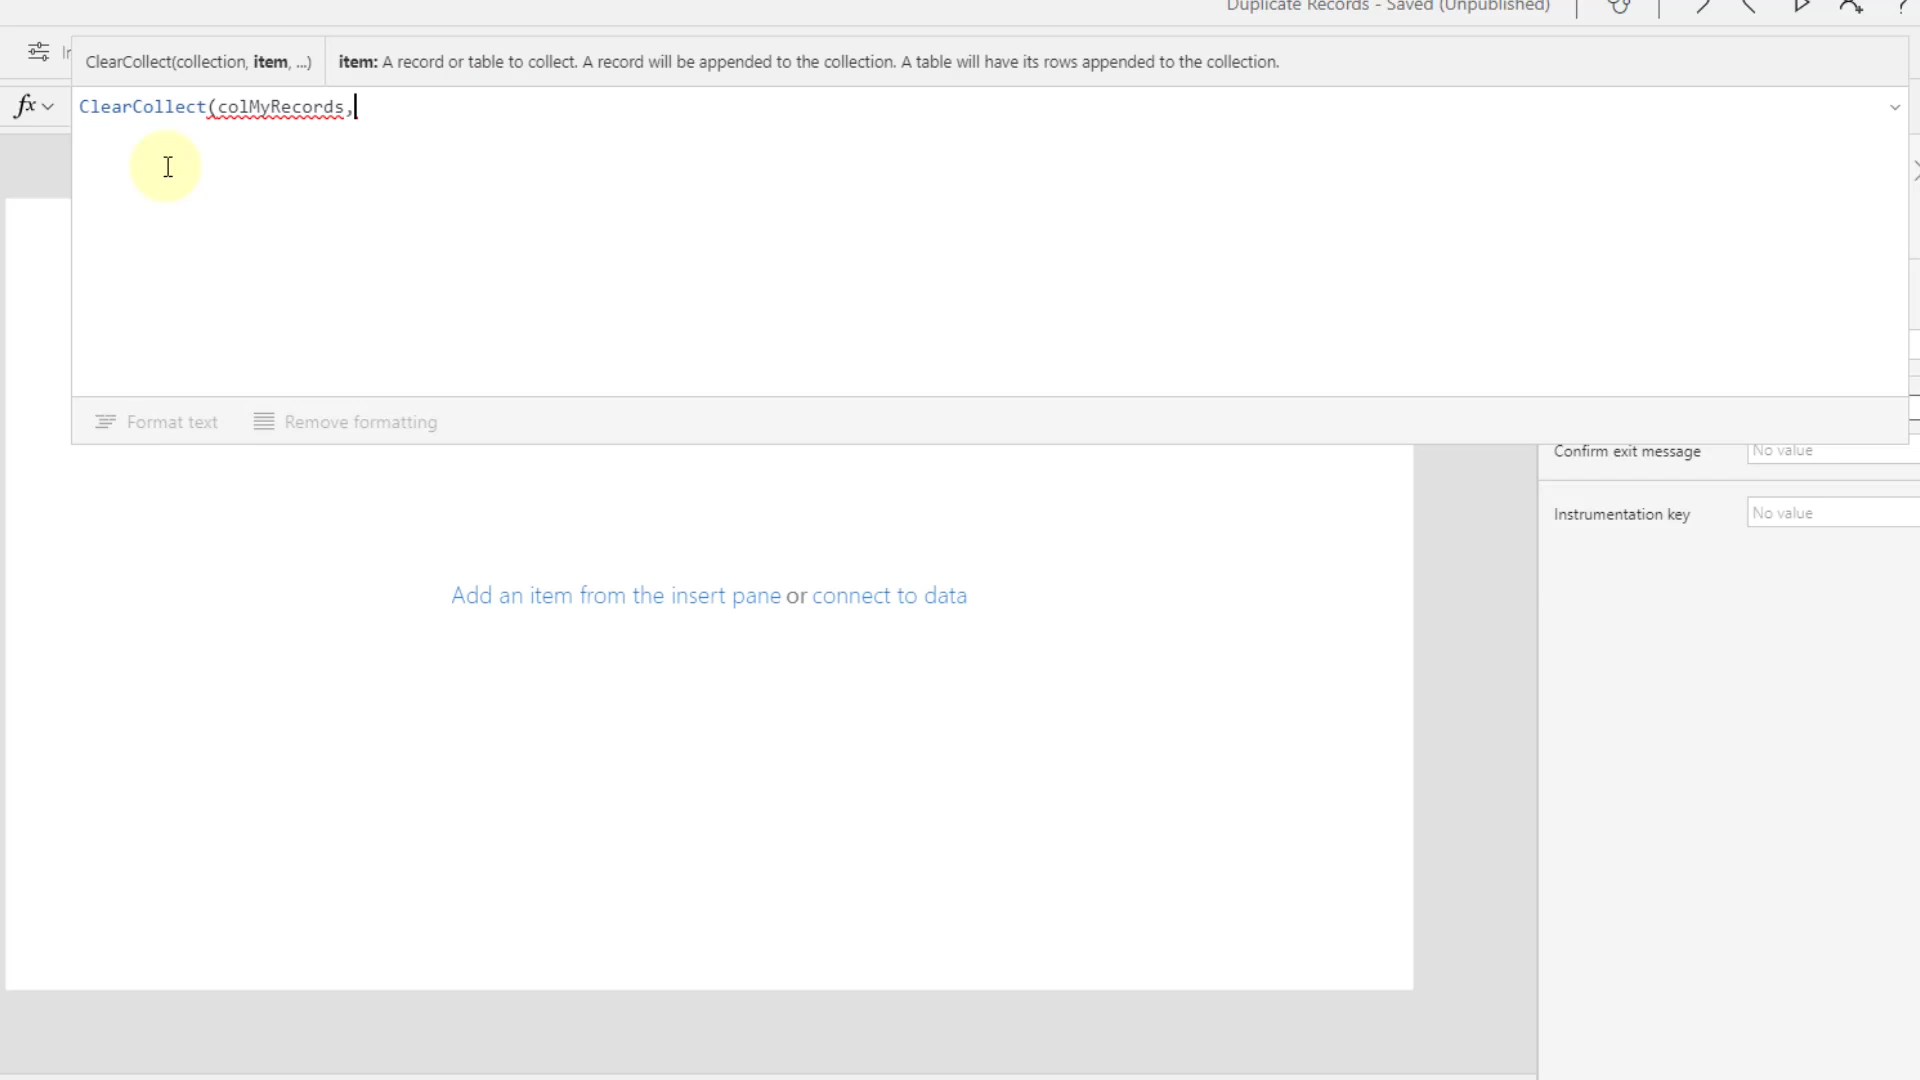 Duplicate Records - Saved (Unpublished)
ClearCollect(collection, item, ...)
item: A record or table to collect. A record will be appended to the collection. A table will have its rows appended to the collection.
fx
ClearCollect(colMyRecords,
Format text
Remove formatting
Confirm exit message
No value
Instrumentation key
No value
Add an item from the insert pane or connect to data